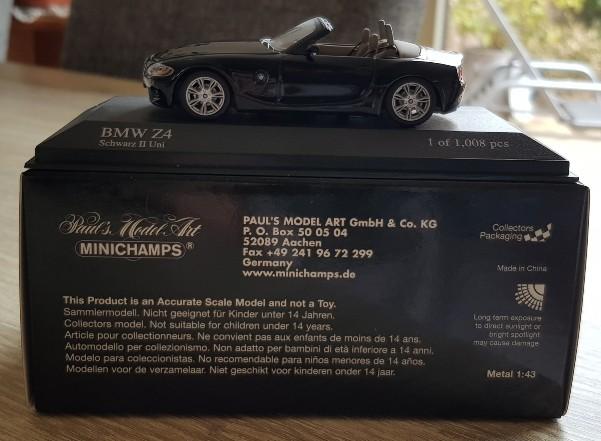 BMW Z4
Schwarz II Uni
1 of 1,008 pcs
Paul's Model Art
MINICHAMPS®
PAUL'S MODEL ART GmbH & Co. KG
P. O. Box 50 05 04
52089 Aachen
Fax +49 241 96 72 299
Germany
www.minichamps.de
Collectors
Packaging
Made in China
Long term exposure
to direct sunlight or
bright spotlight
may cause damage
Metal 1:43
This Product is an Accurate Scale Model and not a Toy.
Sammlermodell. Nicht geeignet für Kinder unter 14 Jahren.
Collectors model. Not suitable for children under 14 years.
Article pour collectionneurs. Ne convient pas aux enfants de moins de 14 ans.
Automodello per collezionismo. Non adatto per bambini di età inferiore a 14 anni.
Modelo para coleccionistas. No recomendable para niños menores de 14 años.
Modellen voor de verzamelaar. Niet geschikt voor kinderen onder 14 jaar.